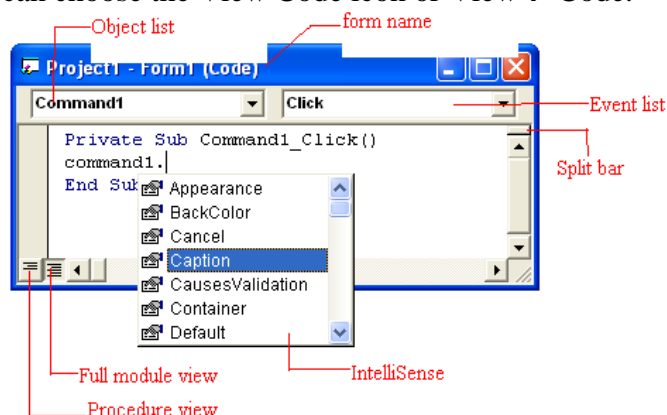 can choose the View Code icon or View > Code.
Object list
form name
Project1 - Form1 (Code)
Command1
Click
Event list
Split bar
Private Sub Command1_Click()
command1.
End Sub
Appearance
BackColor
Cancel
Caption
CausesValidation
Container
Default
Full module view
IntelliSense
Procedure view